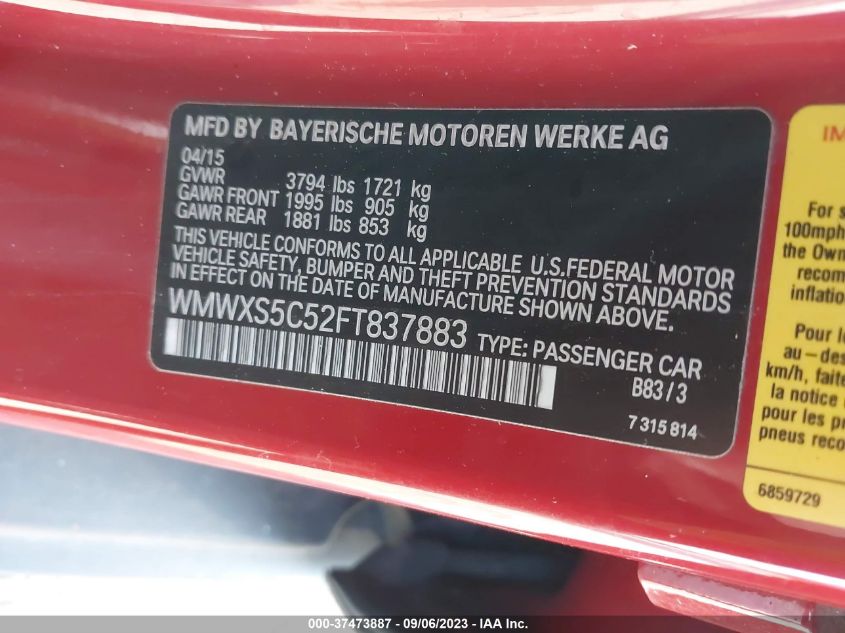 MFD BY BAYERISCHE MOTOREN WERKE AG
04/15
GVWR 3794 lbs 1721 kg
GAWR FRONT 1995 lbs 905 kg
GAWR REAR 1881 lbs 853 kg
THIS VEHICLE CONFORMS TO ALL APPLICABLE U.S.FEDERAL MOTOR
VEHICLE SAFETY, BUMPER AND THEFT PREVENTION STANDARDS
IN EFFECT ON THE DATE OF MANUFACTURE SHOWN ABOVE.
WMWXS5C52FT837883 TYPE: PASSENGER CAR
B83/3
7 315 814
IM
For s
100mph
the Own
recom
inflation
Pour
au-des
km/h, faite
la notice
pour les p
pneus reco
6859729
000-37473887 - 09/06/2023 - IAA Inc.